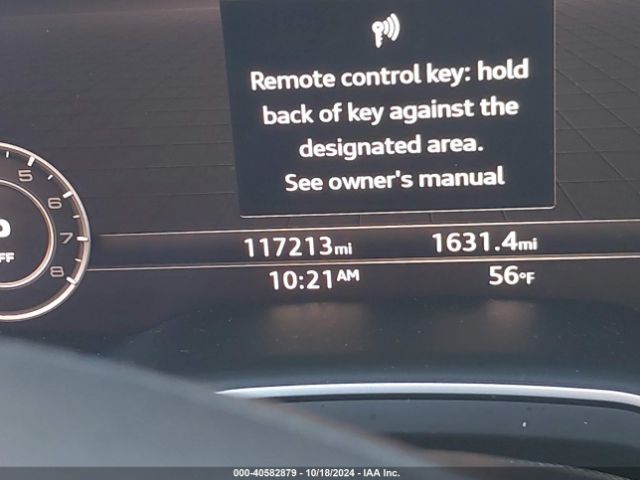 Remote control key: hold
back of key against the
designated area.
See owner's manual
5
6
7
8
FF
117213mi 1631.4mi
10:21AM 56°F
000-40582879 - 10/18/2024 - IAA Inc.